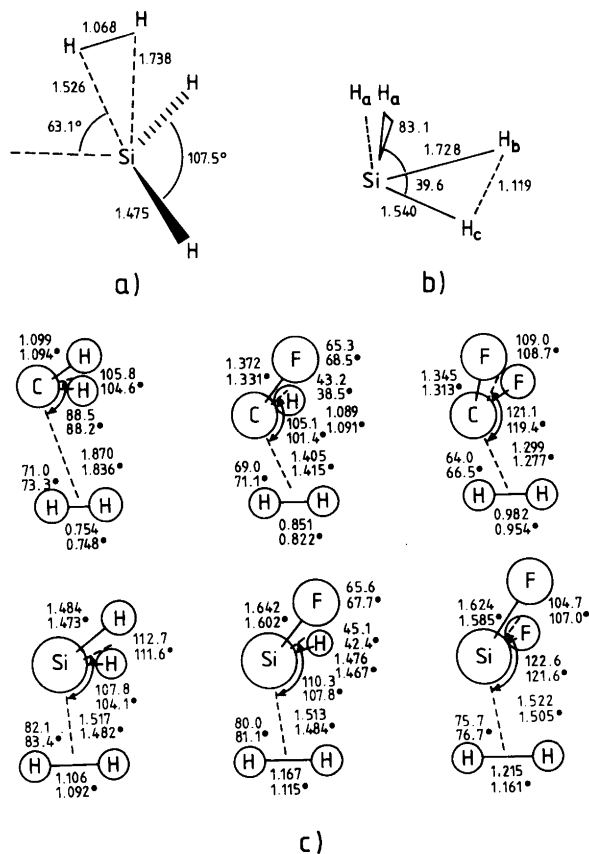 1.068
H H
1.526 1.738
H
63.1°
Si
107.5°
1.475
H
a)
Ha Ha
83.1
Hb
1.728
Si
39.6
1.119
1.540
Hc
b)
1.099
1.094•
H
C H
105.8
104.6•
88.5
88.2•
1.870
1.836•
71.0
73.3•
H H
0.754
0.748•
1.372
1.331•
F
65.3
68.5•
43.2
38.5•
C H
1.089
1.091•
105.1
101.4•
1.405
1.415•
69.0
71.1•
H H
0.851
0.822•
109.0
108.7•
F
F
1.345
1.313•
C
121.1
119.4•
1.299
1.277•
64.0
66.5•
H H
0.982
0.954•
1.484
1.473•
H
Si H
112.7
111.6•
107.8
104.1•
1.517
1.482•
82.1
83.4•
H H
1.106
1.092•
1.642
1.602•
F
65.6
67.7•
45.1
42.4•
Si H
1.476
1.467•
110.3
107.8•
1.513
1.484•
80.0
81.1•
H H
1.167
1.115•
F
1.624
1.585•
104.7
107.0•
F
Si
122.6
121.6•
1.522
1.505•
75.7
76.7•
H H
1.215
1.161•
c)